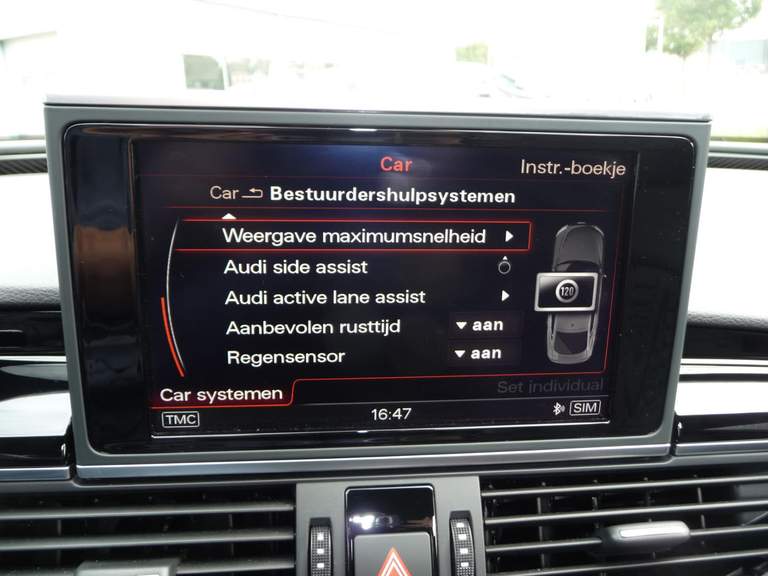 Car
Instr.-boekje
Car Bestuurdershulpsystemen
Weergave maximumsnelheid
Audi side assist
Audi active lane assist
120
Aanbevolen rusttijd aan
Regensensor aan
Set individual
Car systemen
TMC 16:47 SIM